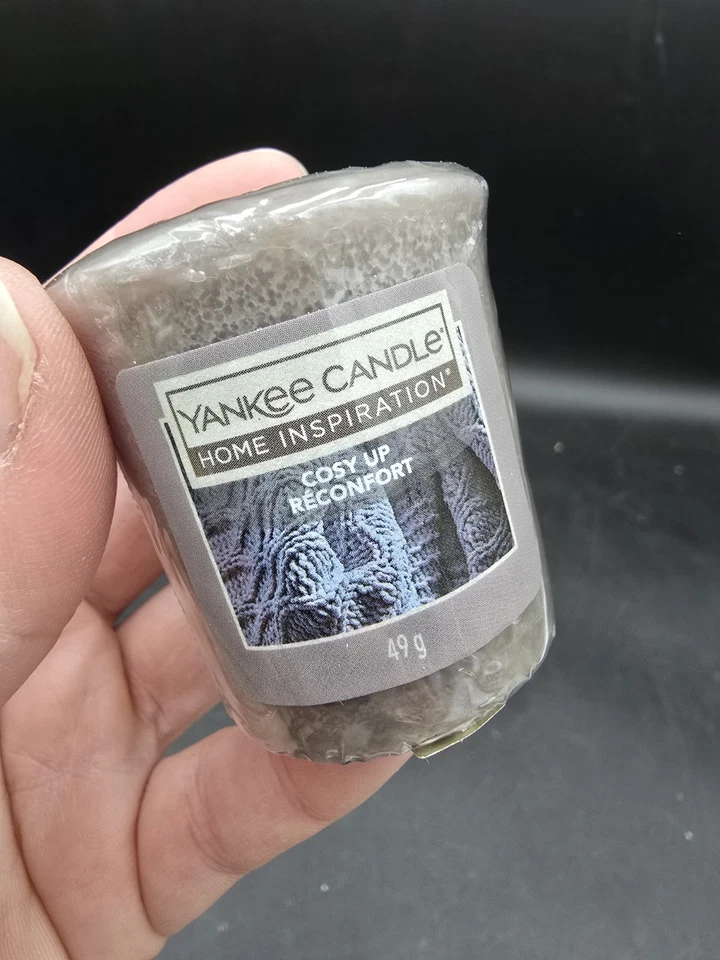 YANKEE CANDLE®
HOME INSPIRATION®
COSY UP
RÉCONFORT
49 g